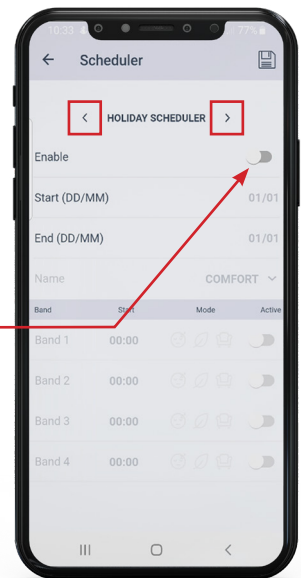 10,33 77%
Scheduler
HOLIDAY SCHEDULER
Enable
Start (DD/MM) 01/01
End (DD/MM) 01/01
Name COMFORT
Band Start Mode Active
Band 1 00:00
Band 2 00:00
Band 3 00:00
Band 4 00:00